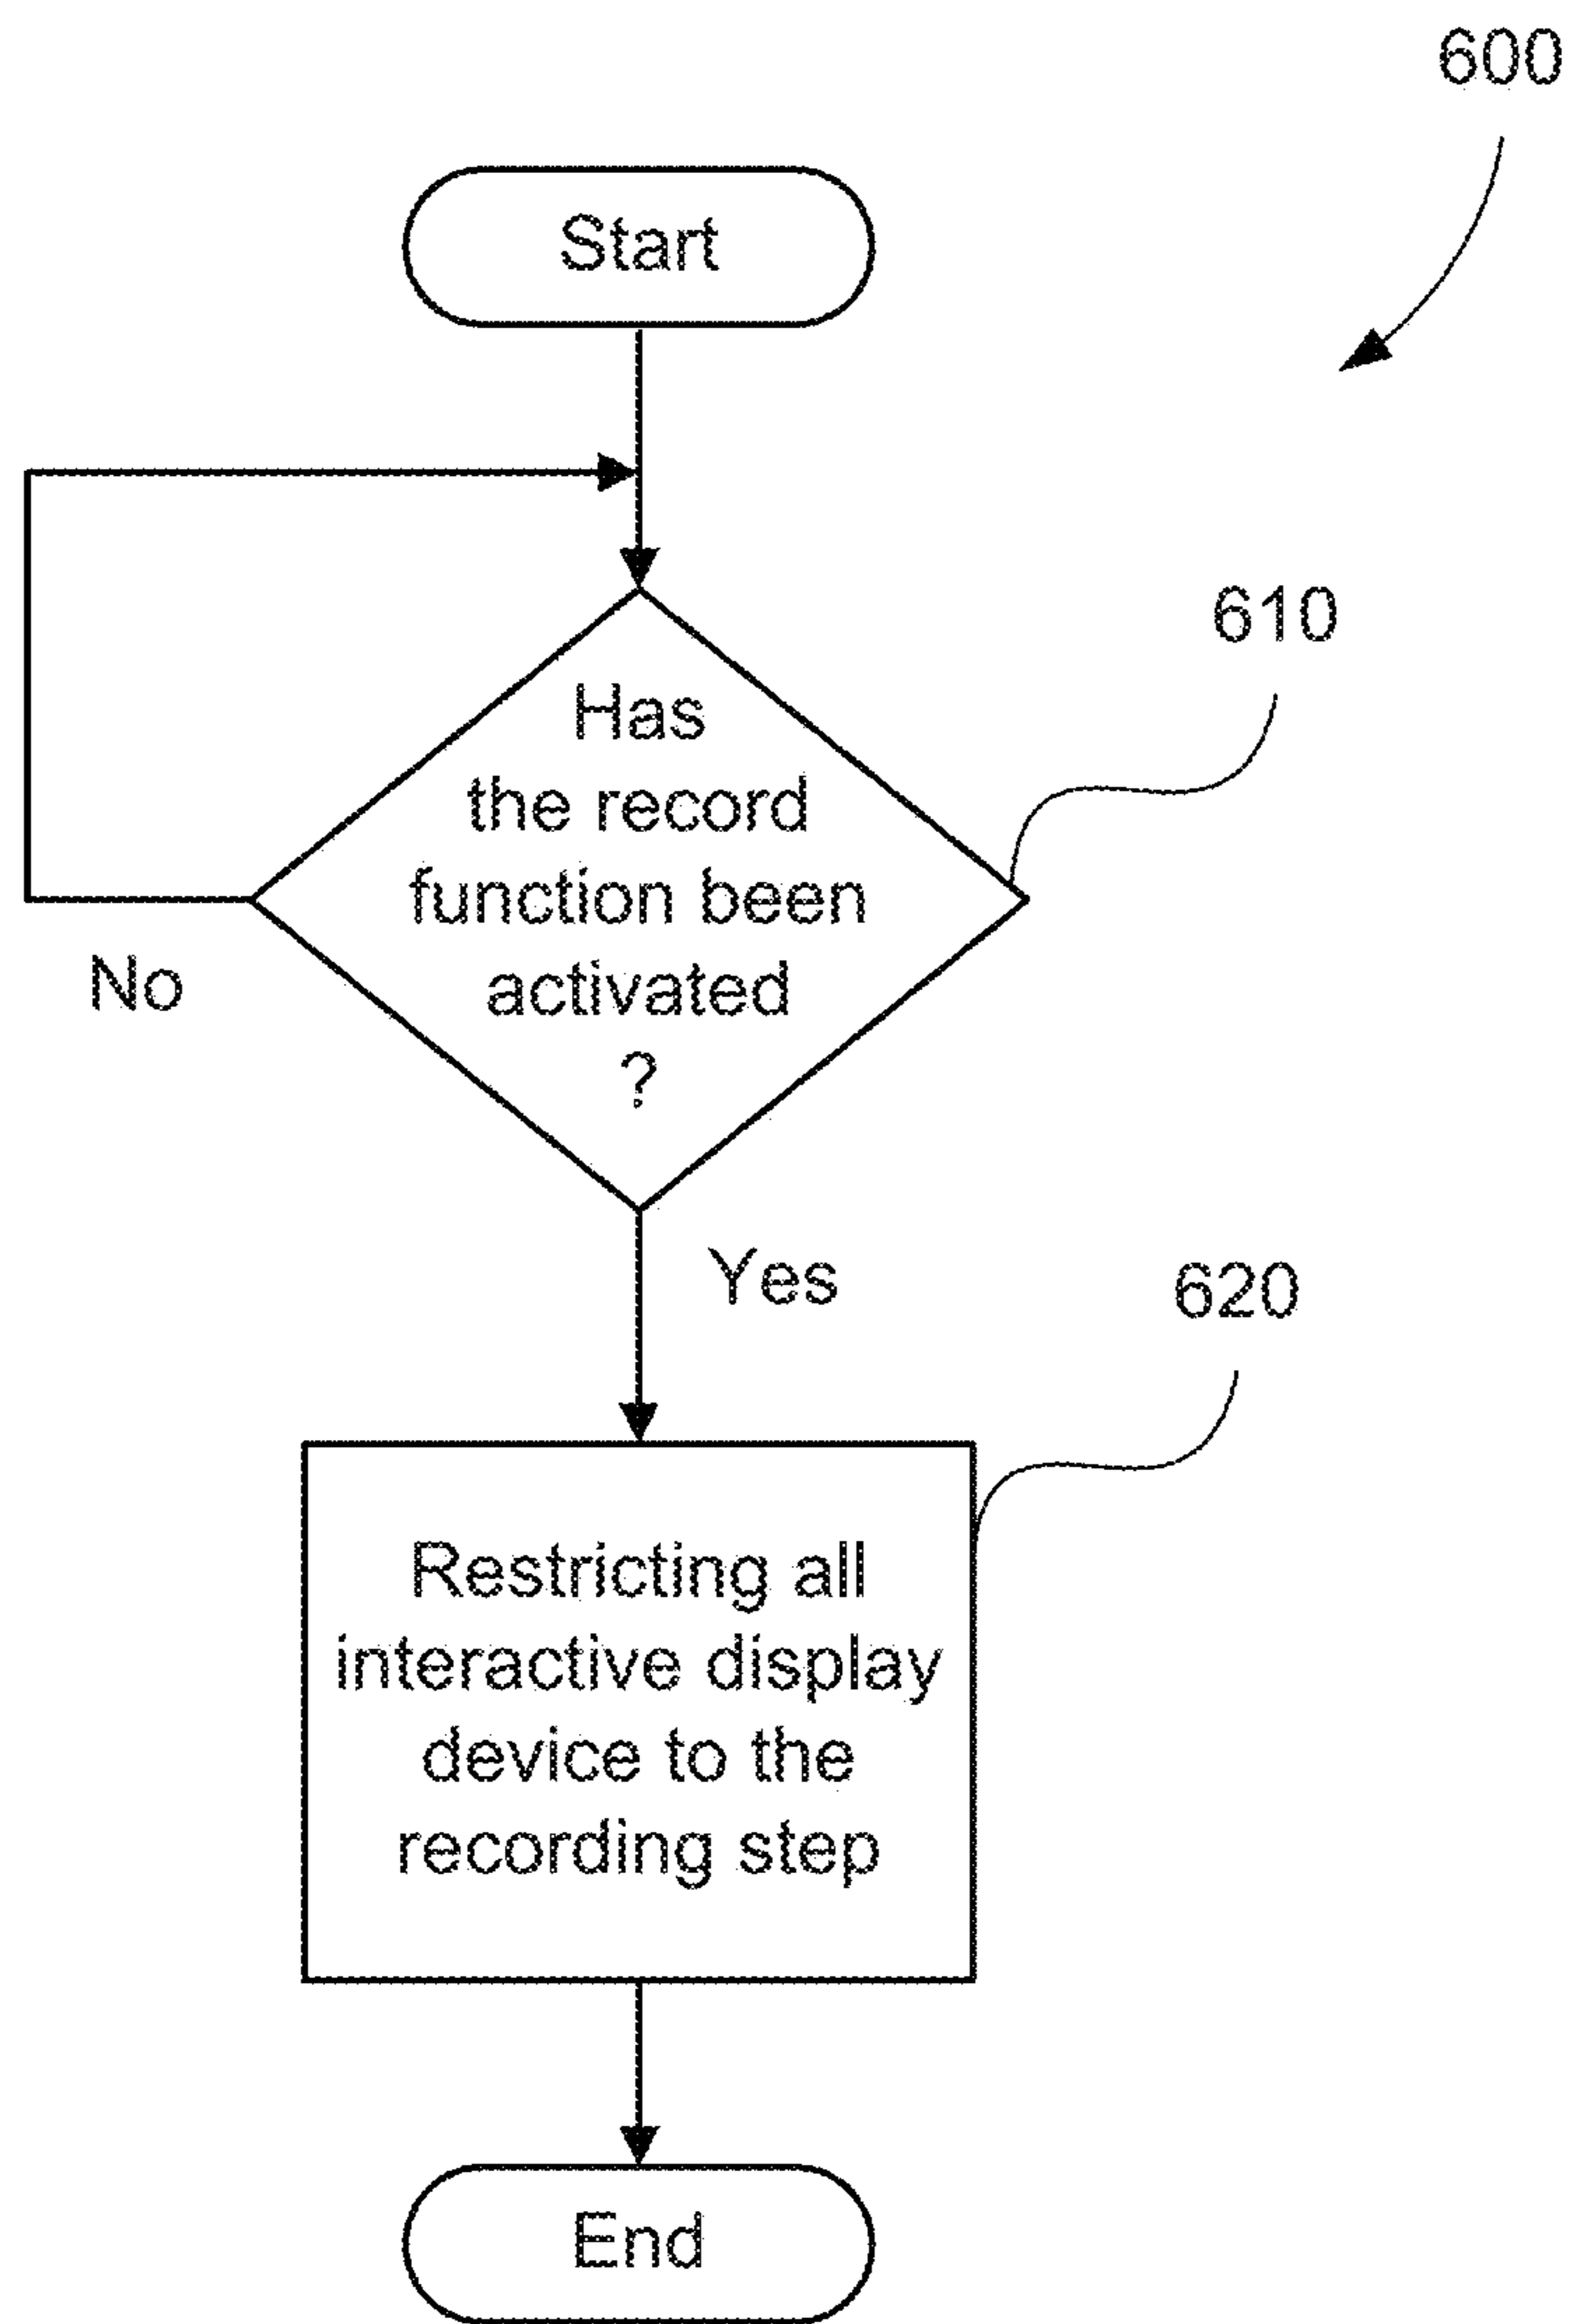 600
Start
610
Has
the record
function been
activated
?
No
Yes
620
Restricting all
interactive display
device to the
recording step
End